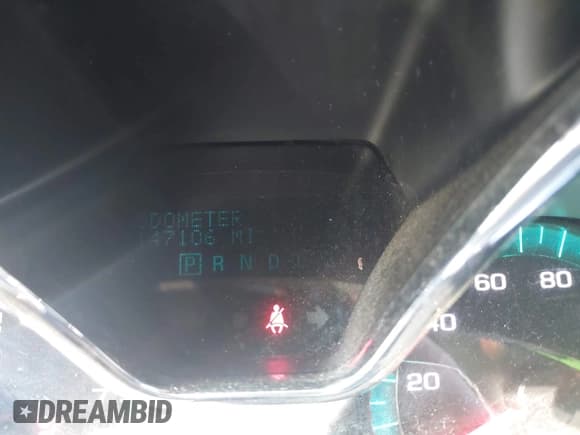 DOMETER
47106 MI
P R N D
60 80
40
20
DREAMBID